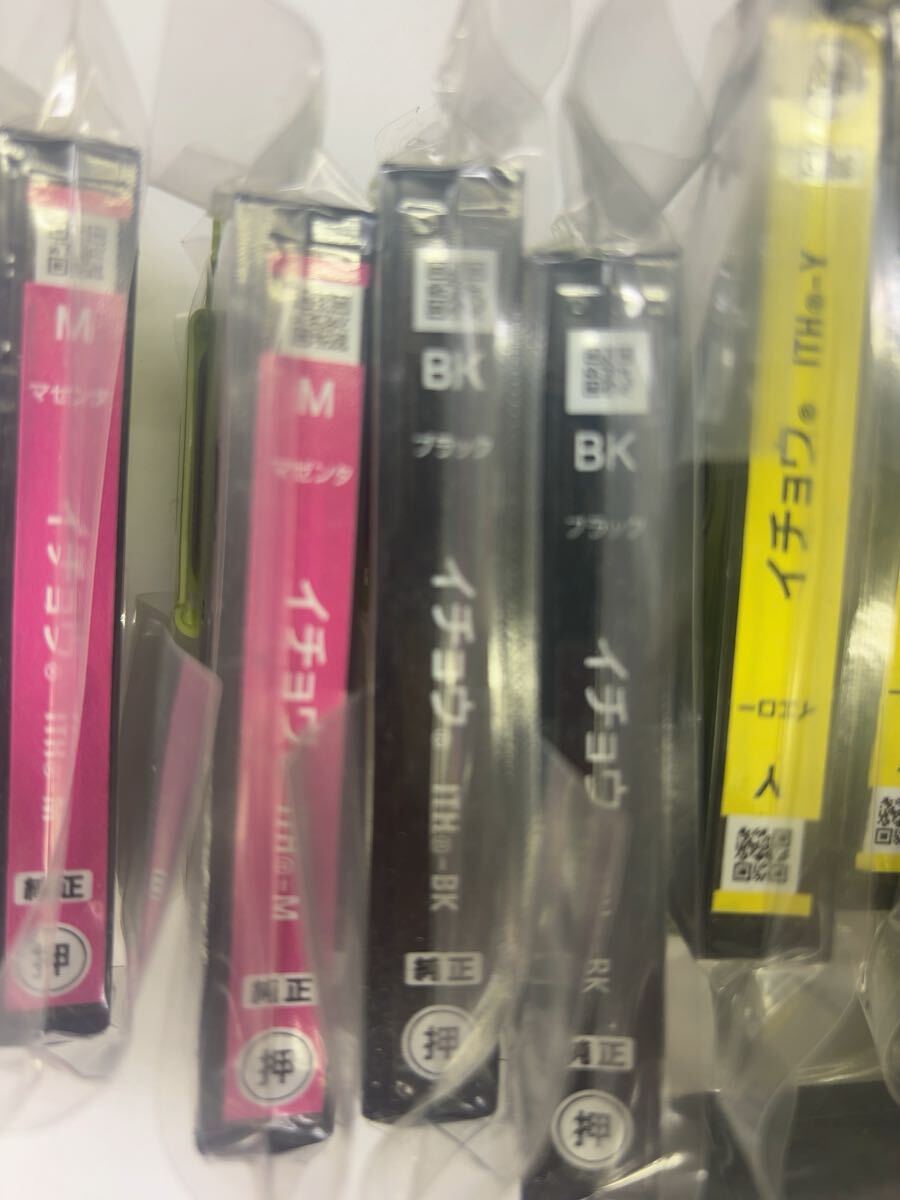 M
マゼンタ
イチョウ® ITH®-M
純正
押
M
マゼンタ
イチョウ
ITH®-M
純正
押
BK
ブラック
イチョウ® ITH®-BK
純正
押
BK
ブラック
イチョウ
BK
純正
押
イチョウ® ITH®-Y
イエロー
Y